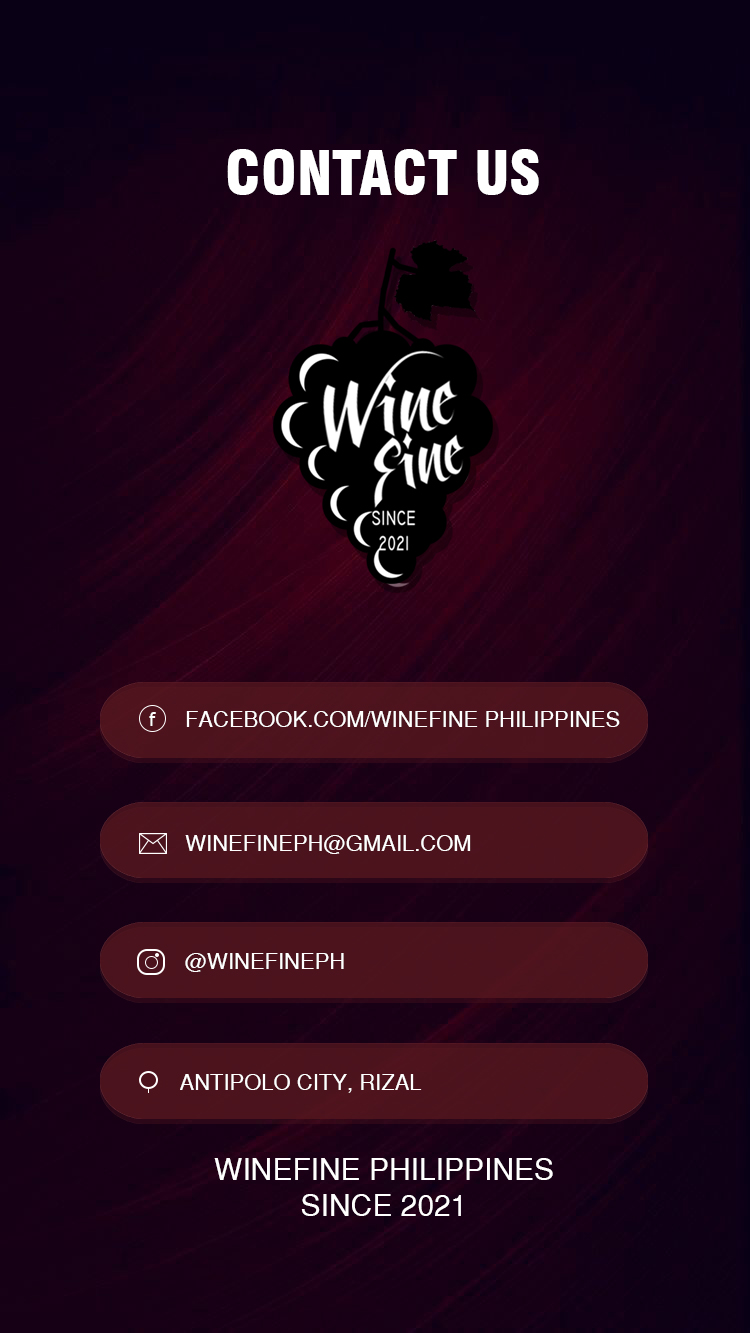 CONTACT US
Wine
Fine
SINCE
2021
FACEBOOK.COM/WINEFINE PHILIPPINES
WINEFINEPH@GMAIL.COM
@WINEFINEPH
ANTIPOLO CITY, RIZAL
WINEFINE PHILIPPINES
SINCE 2021